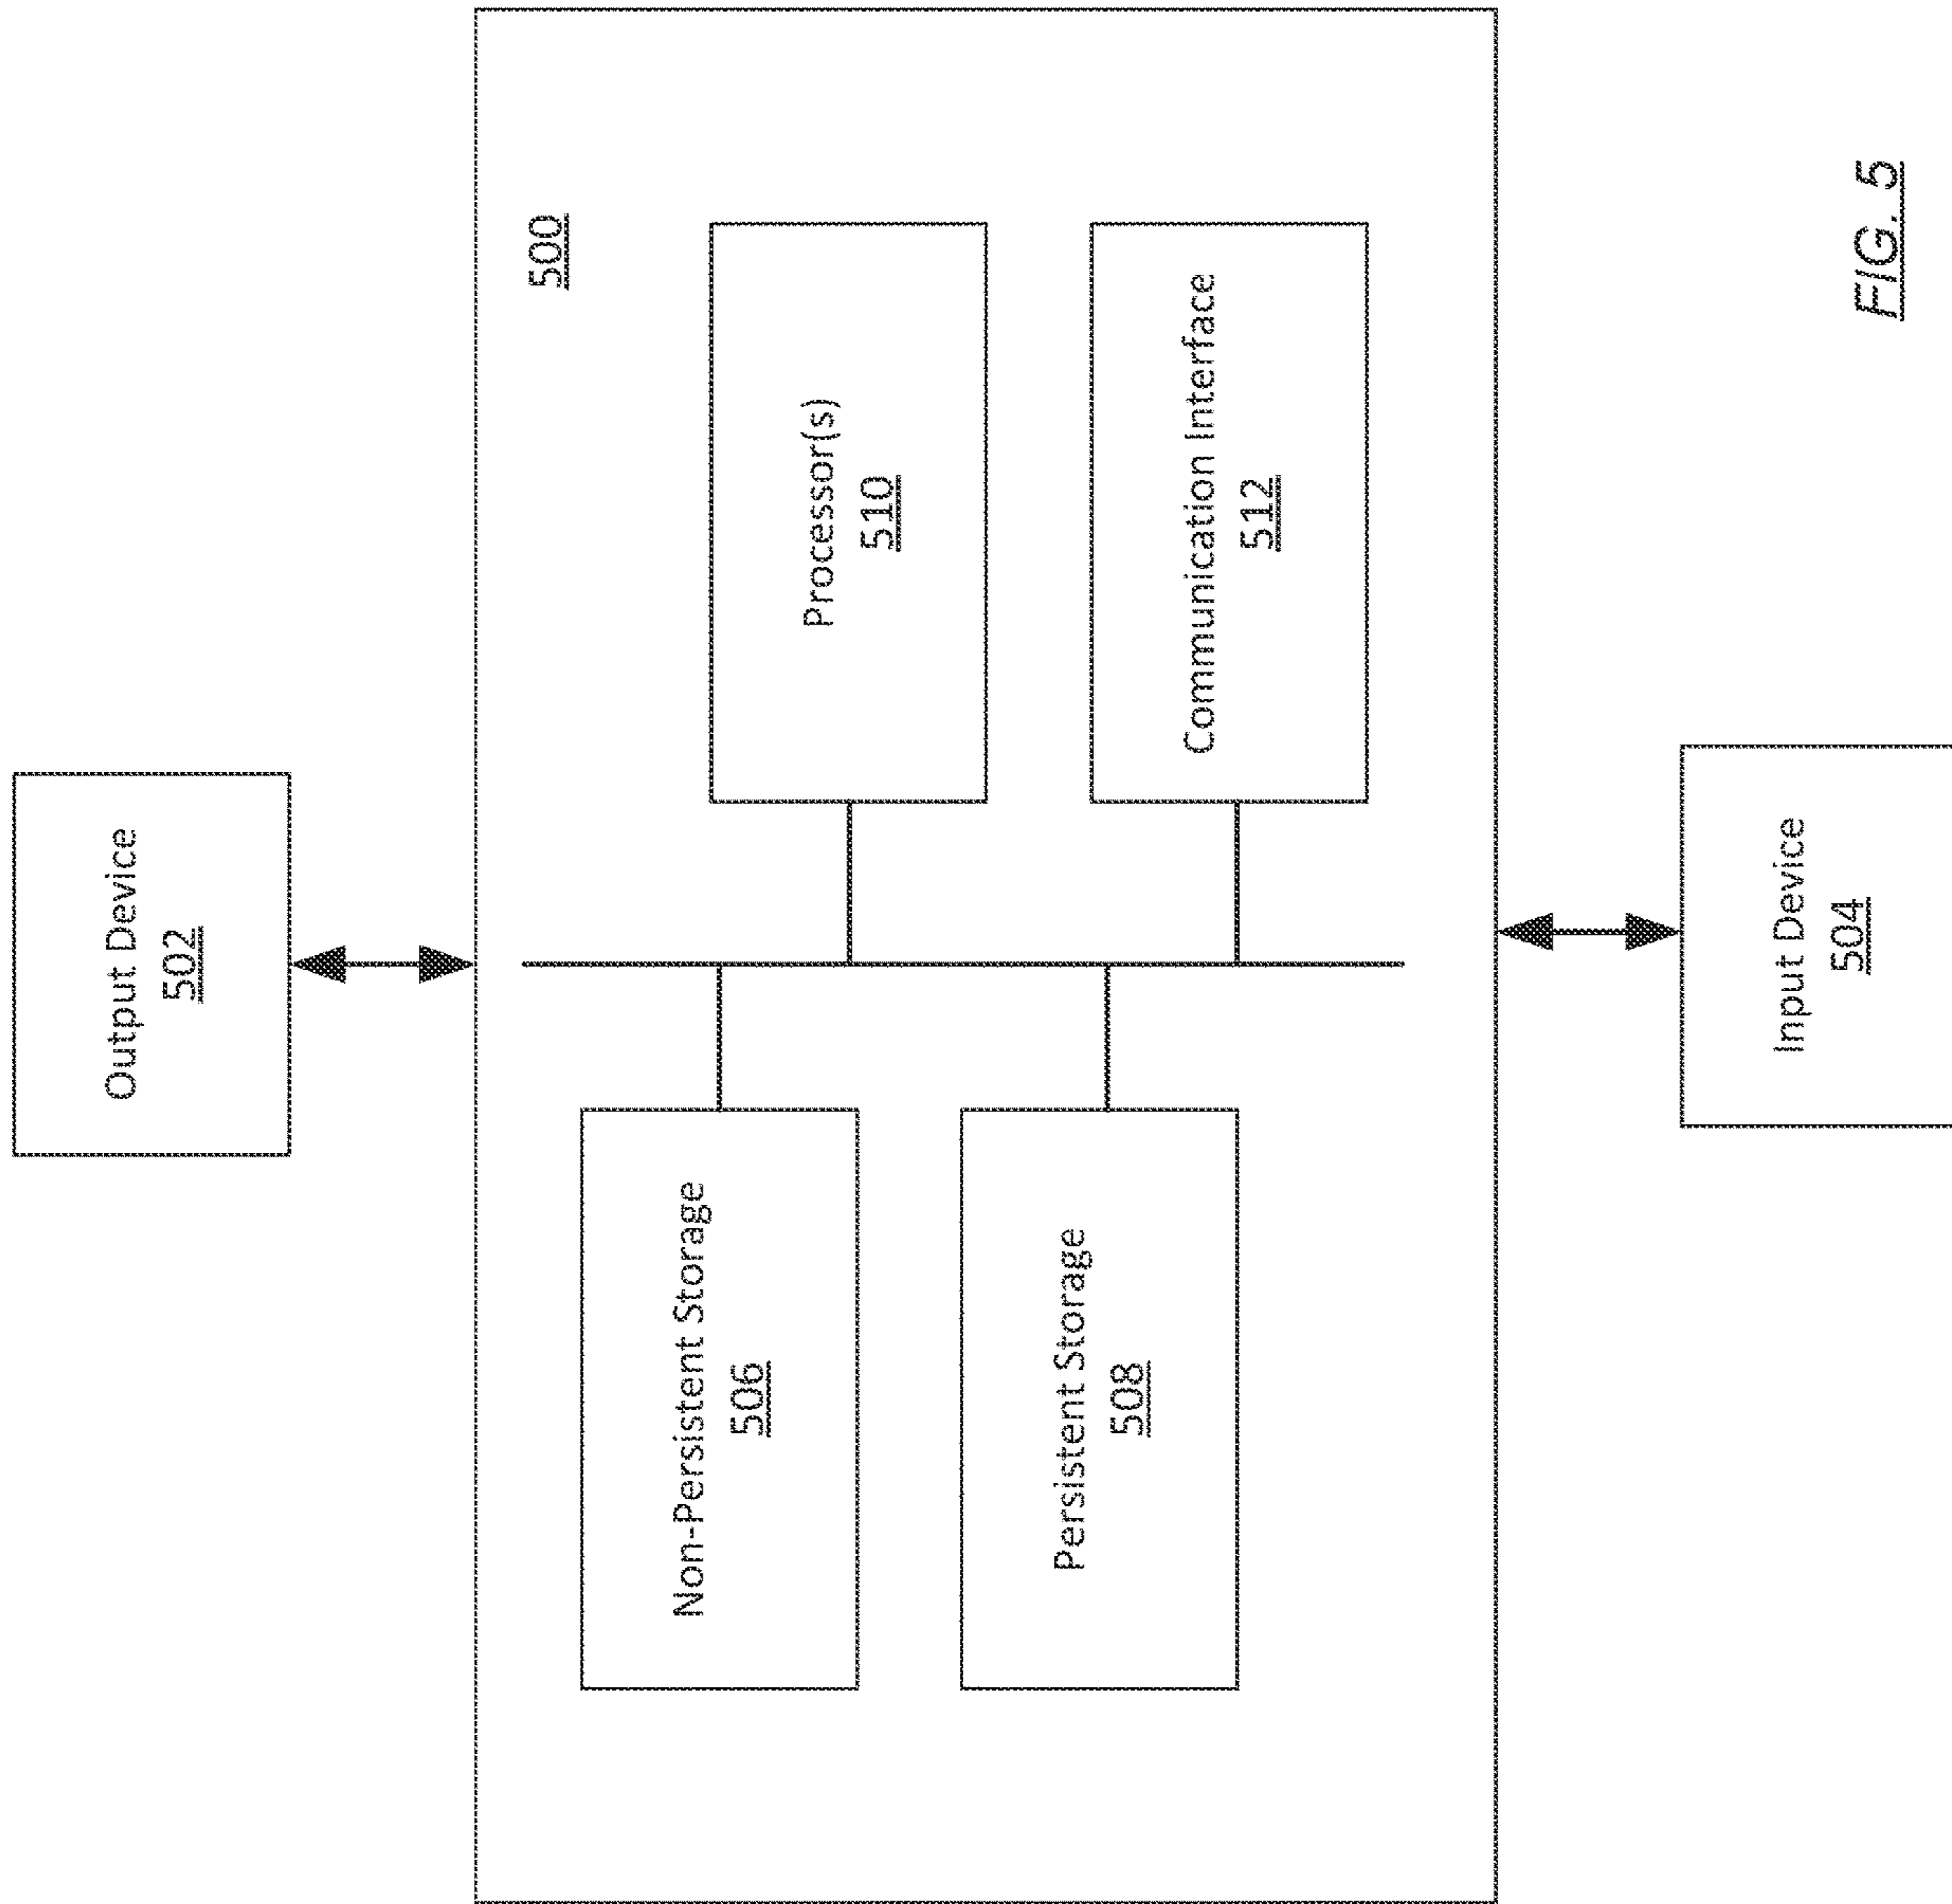 500
Output Device
502
Non-Persistent Storage
506
Processor(s)
510
Persistent Storage
508
Communication Interface
512
Input Device
504
FIG. 5